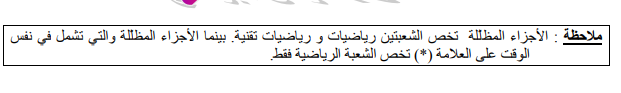 ملاحظة : الأجزاء المظللة تخص الشعبتين رياضيات و رياضيات تقنية. بينما الأجزاء المظللة والتي تشمل في نفس
الوقت على العلامة (*) تخص الشعبة الرياضية فقط.